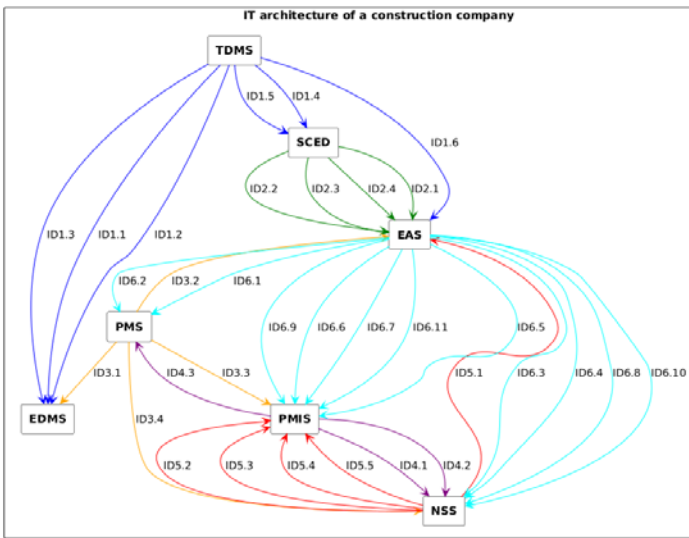 IT architecture of a construction company
TDMS
ID1.5 ID1.4
SCED
ID1.6
ID2.2 ID2.3 ID2.4 ID2.1
ID1.3 ID1.1 ID1.2
EAS
ID6.2 ID3.2 ID6.1
PMS
ID6.9 ID6.6 ID6.7 ID6.11 ID6.5
ID3.1 ID4.3 ID3.3 ID5.1 ID6.3 ID6.4 ID6.8 ID6.10
EDMS
PMIS
ID3.4
ID5.2 ID5.3 ID5.4 ID5.5 ID4.1 ID4.2
NSS